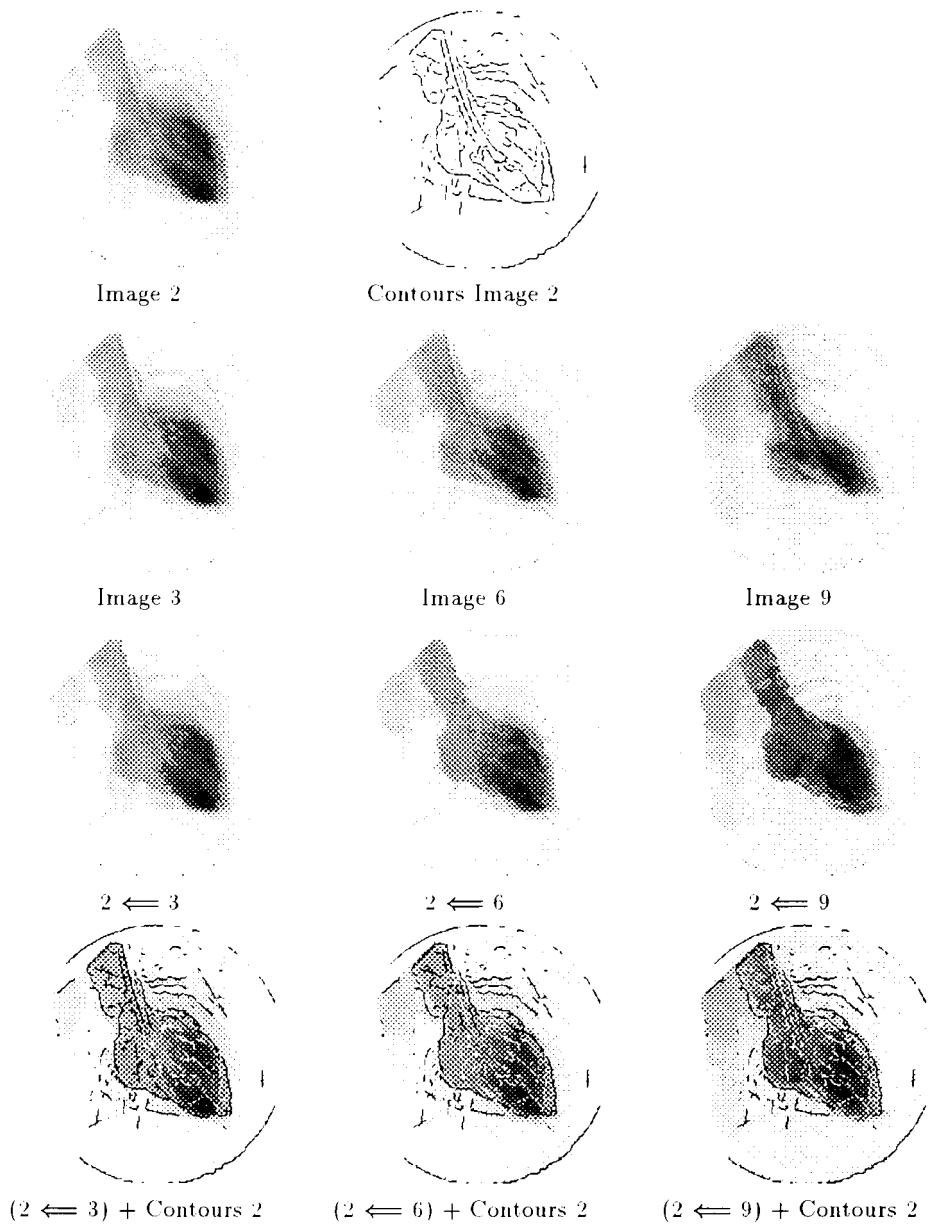 Image 2
Contours Image 2
Image 3
Image 6
Image 9
2 ⟸ 3
2 ⟸ 6
2 ⟸ 9
(2 ⟸ 3) + Contours 2
(2 ⟸ 6) + Contours 2
(2 ⟸ 9) + Contours 2